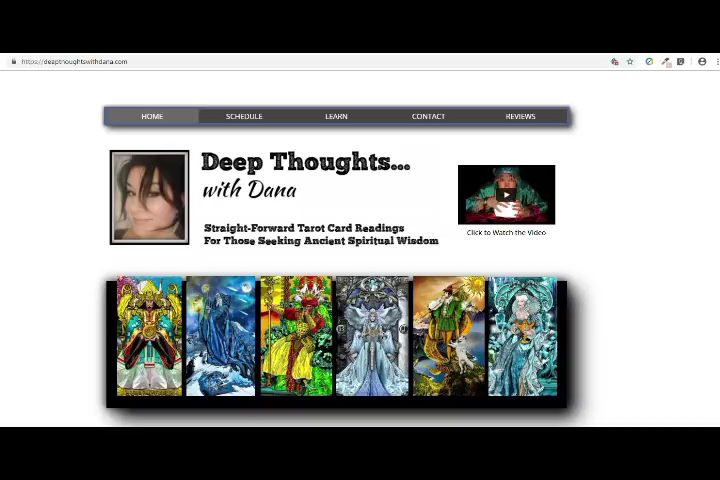 https://deepthoughtswithdana.com
HOME SCHEDULE LEARN CONTACT REVIEWS
Deep Thoughts...
with Dana
Straight-Forward Tarot Card Readings
For Those Seeking Ancient Spiritual Wisdom
Click to Watch the Video